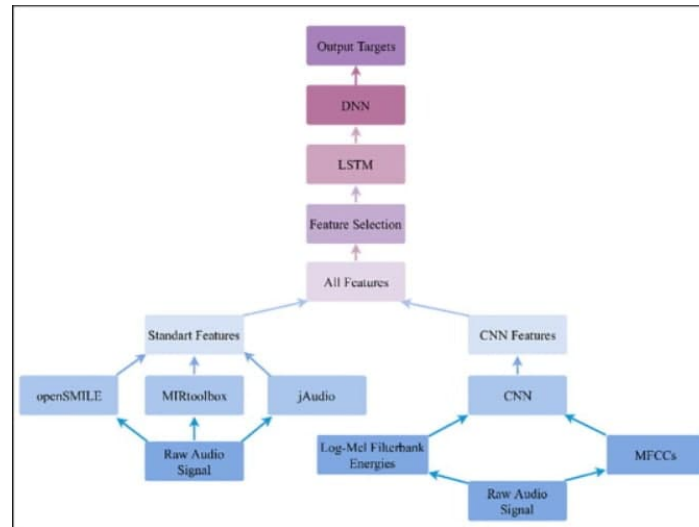 Output Targets
DNN
LSTM
Feature Selection
All Features
Standart Features
CNN Features
openSMILE
MIRtoolbox
jAudio
CNN
Raw Audio
Signal
Log-Mel Filterbank
Energies
MFCCs
Raw Audio
Signal